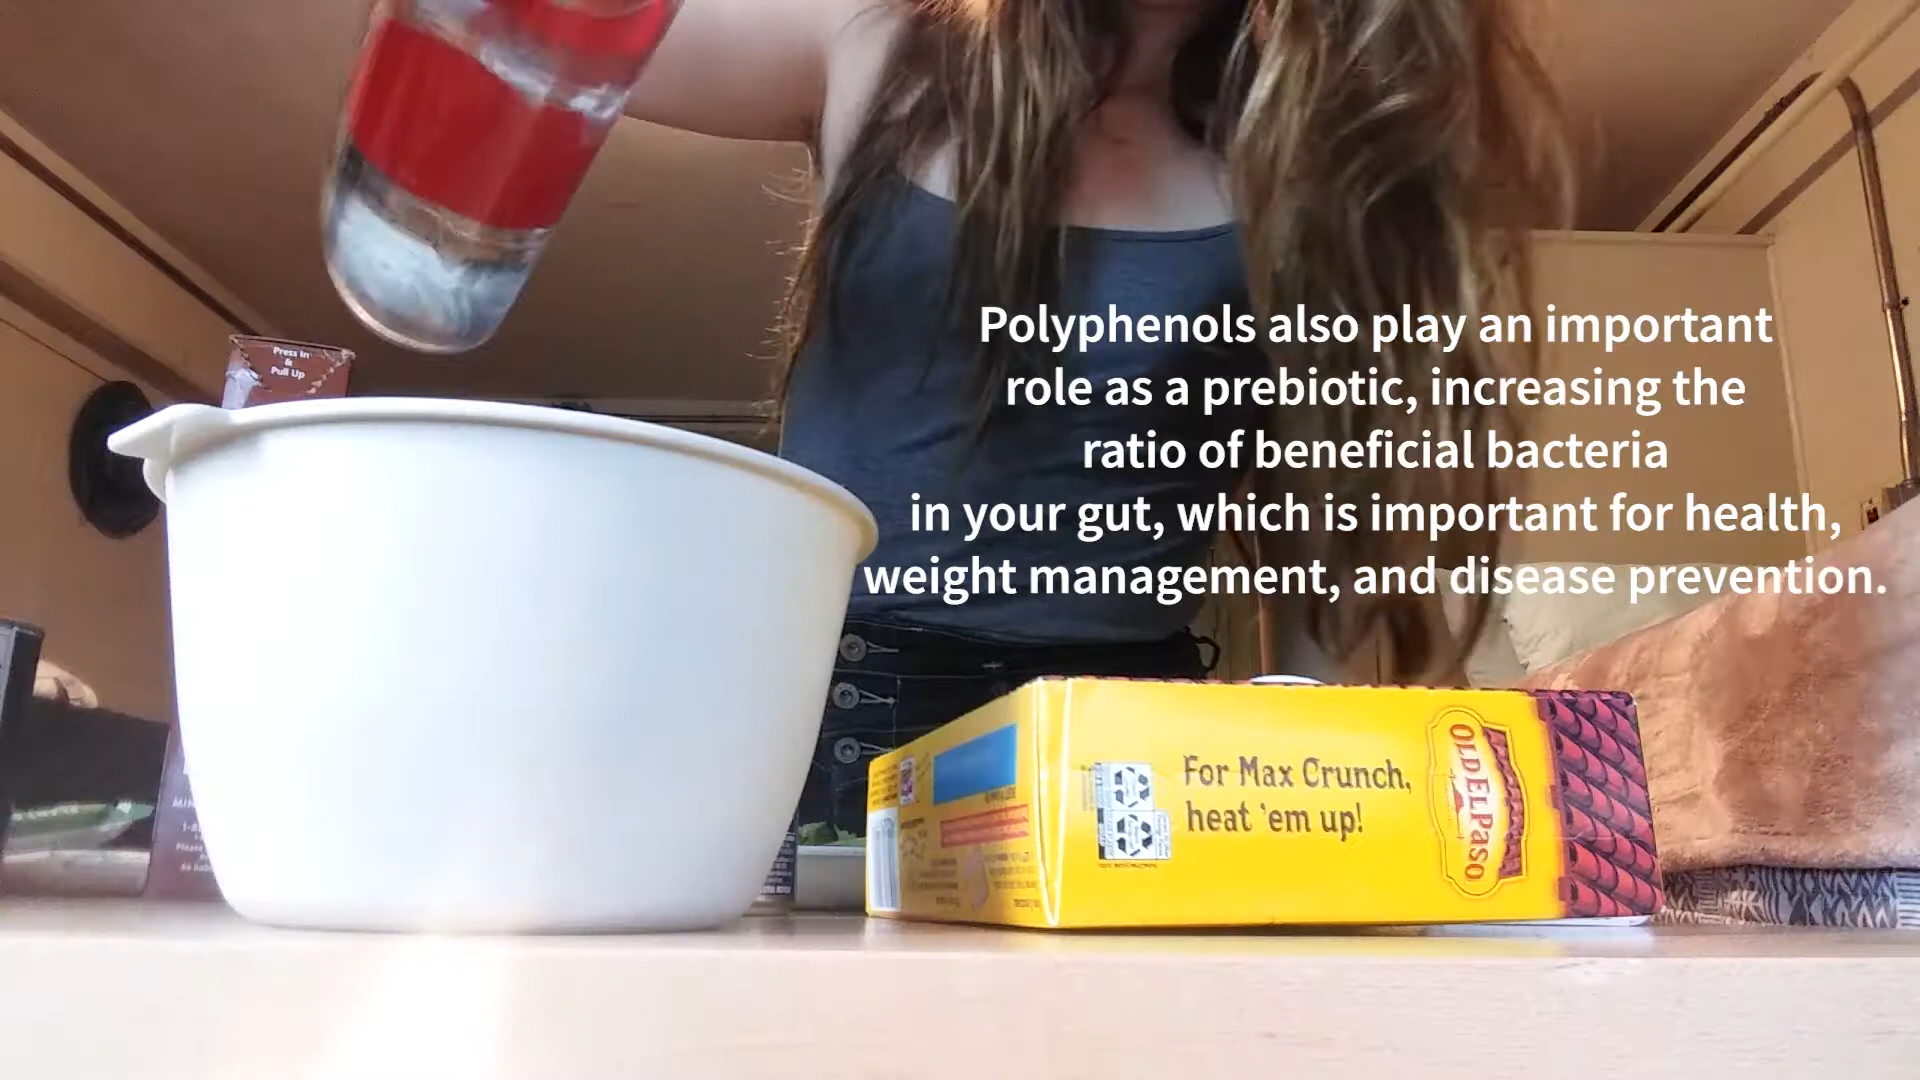 Polyphenols also play an important
role as a prebiotic, increasing the
ratio of beneficial bacteria
in your gut, which is important for health,
weight management, and disease prevention.
Press In
&
Pull Up
For Max Crunch,
heat 'em up!
OLD ELPASO